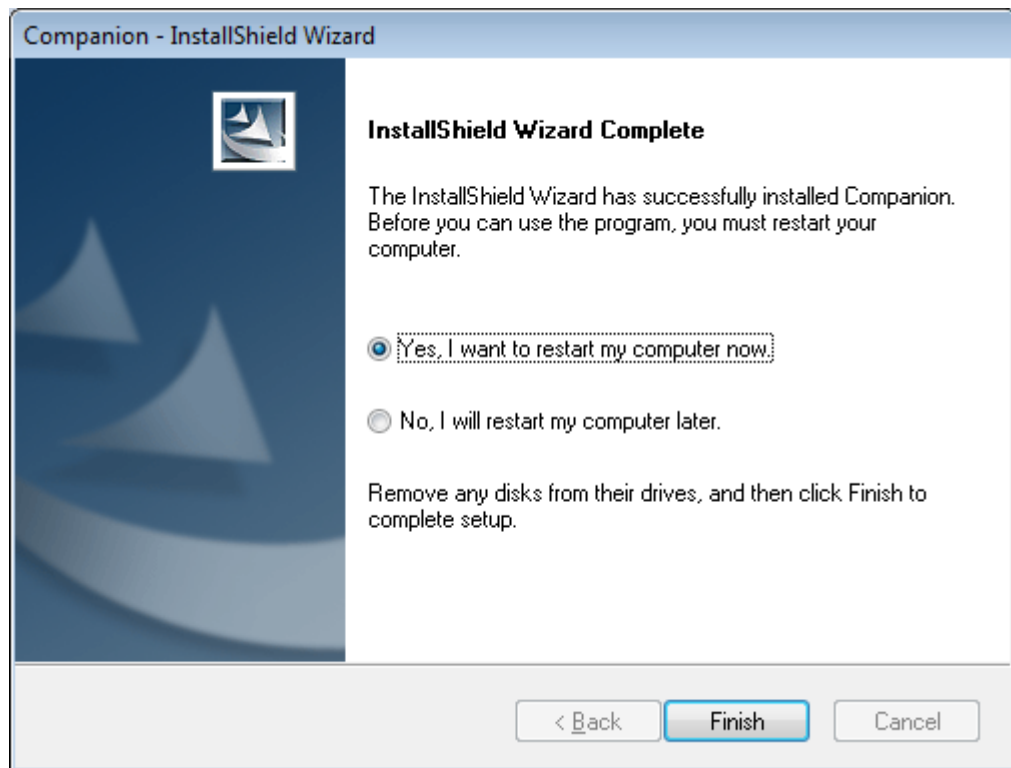 Companion - InstallShield Wizard
InstallShield Wizard Complete
The InstallShield Wizard has successfully installed Companion.
Before you can use the program, you must restart your
computer.
Yes, I want to restart my computer now.
No, I will restart my computer later.
Remove any disks from their drives, and then click Finish to
complete setup.
< Back
Finish
Cancel